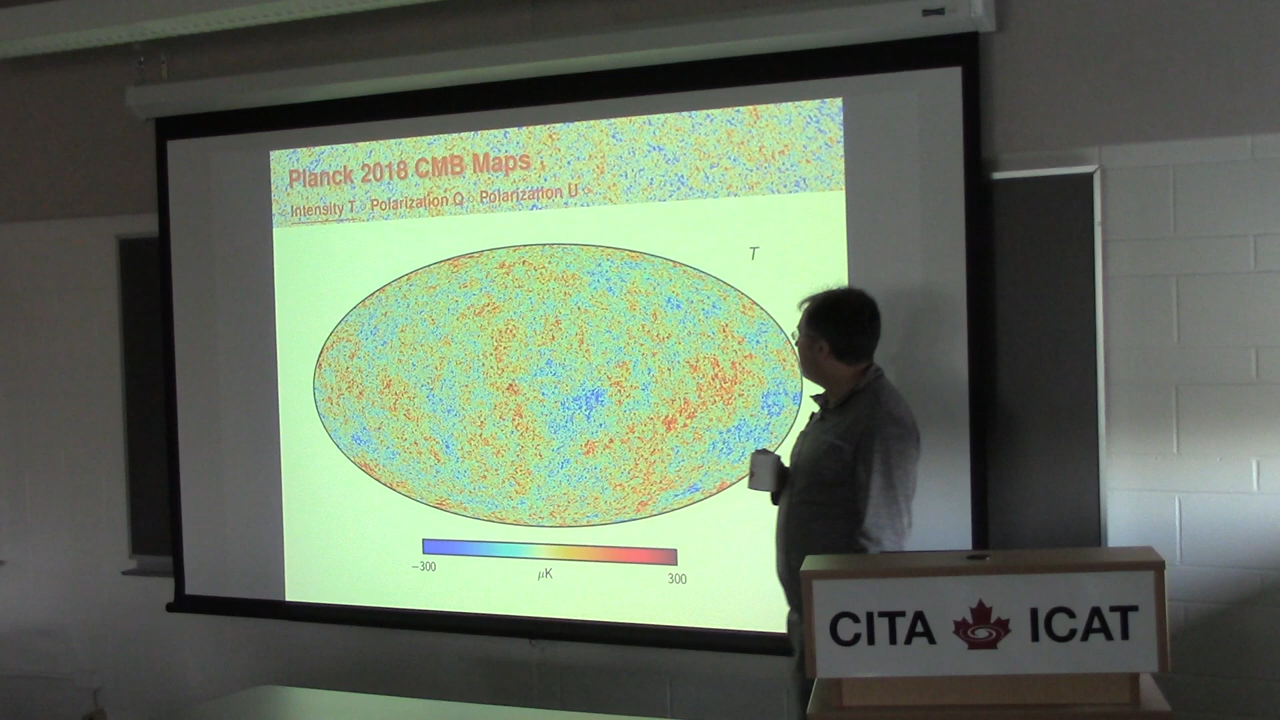 Planck 2018 CMB Maps
Intensity T ◦ Polarization Q ◦ Polarization U ◦
T
−300
μK
300
CITA ICAT